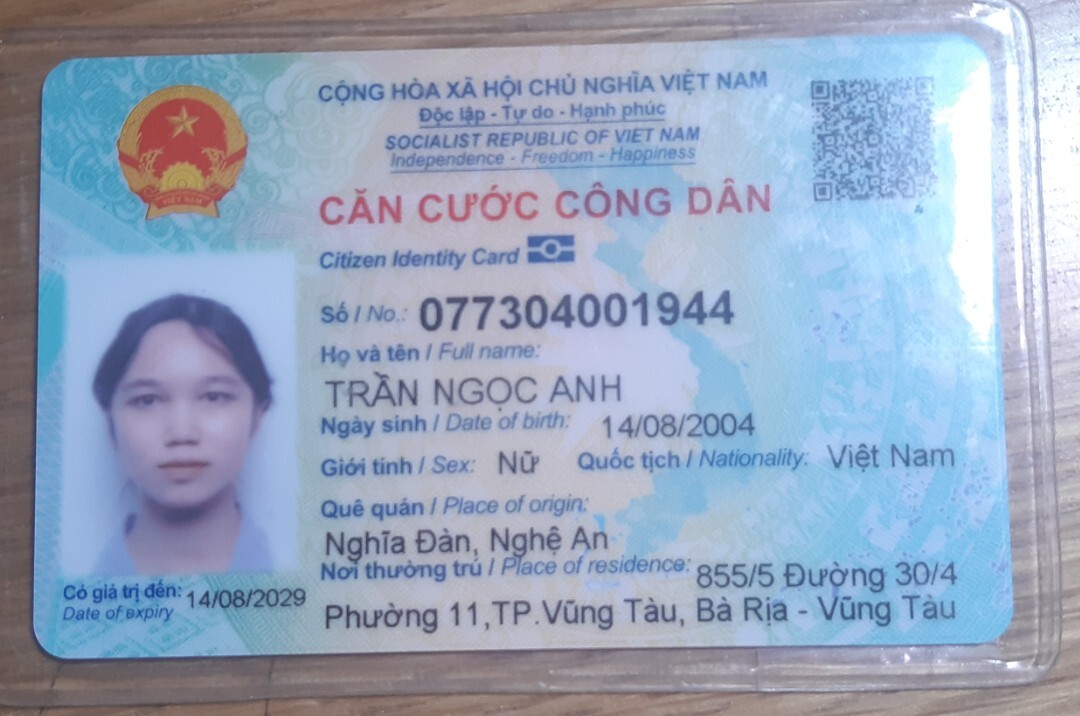 CỘNG HÒA XÃ HỘI CHỦ NGHĨA VIỆT NAM
Độc lập - Tự do - Hạnh phúc
SOCIALIST REPUBLIC OF VIET NAM
Independence - Freedom - Happiness
CĂN CƯỚC CÔNG DÂN
Citizen Identity Card
VIỆT NAM
Số / No.: 077304001944
Họ và tên / Full name:
TRẦN NGỌC ANH
Ngày sinh / Date of birth: 14/08/2004
Giới tính / Sex: Nữ Quốc tịch / Nationality: Việt Nam
Quê quán / Place of origin:
Nghĩa Đàn, Nghệ An
Nơi thường trú / Place of residence: 855/5 Đường 30/4
Phường 11,TP.Vũng Tàu, Bà Rịa - Vũng Tàu
Có giá trị đến: 14/08/2029
Date of expiry